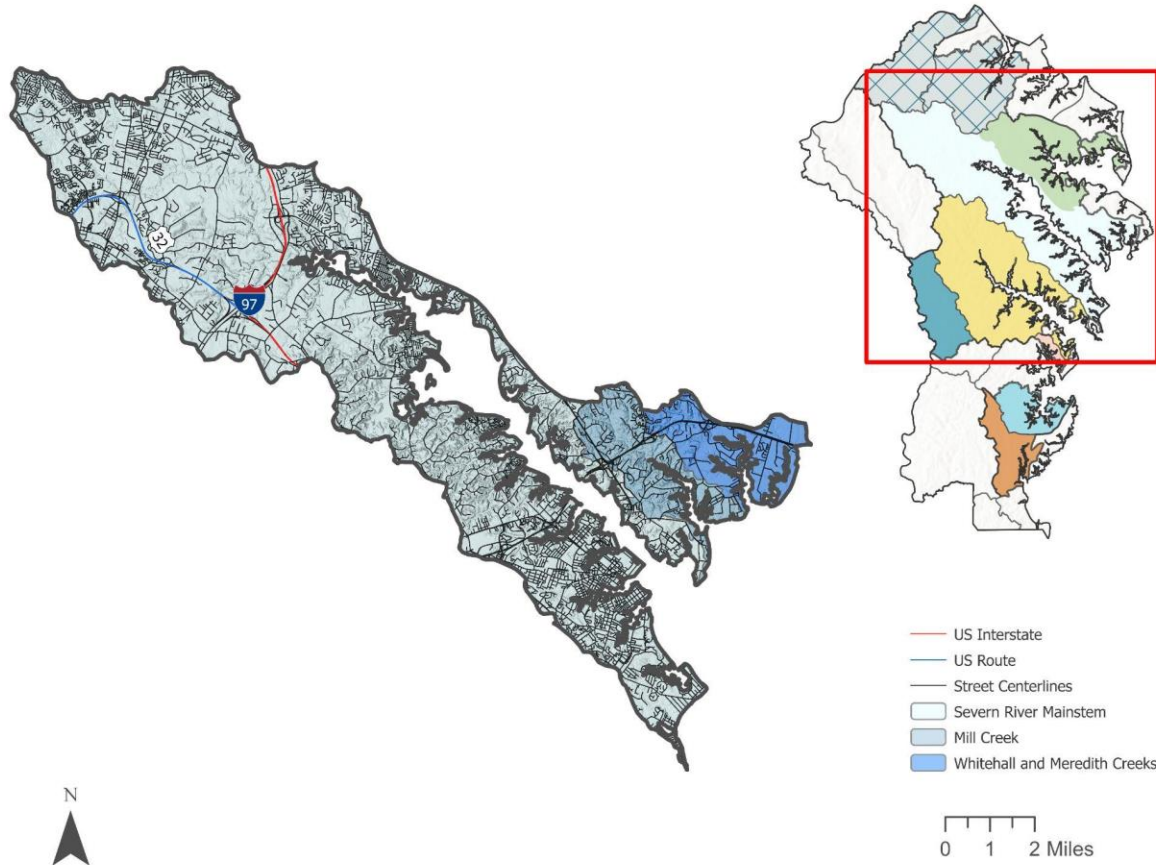 32
97
US Interstate
US Route
Street Centerlines
Severn River Mainstem
Mill Creek
Whitehall and Meredith Creeks
N
0 1 2 Miles